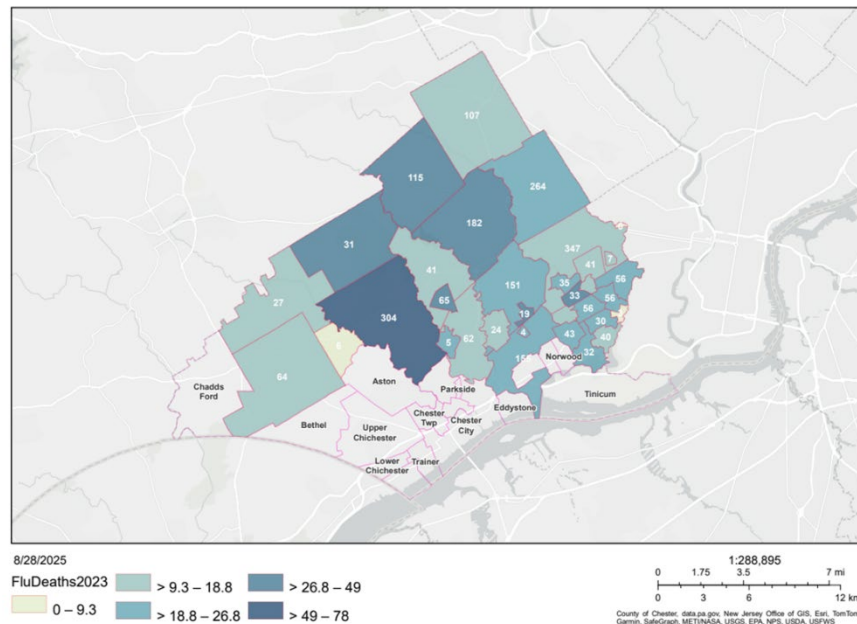 107
115
264
182
31
347
41
7
41
151
35
56
27
65
33
56
304
19
56
5
4
30
24
43
62
40
15
32
64
Norwood
Chadds
Ford
Aston
Parkside
Tinicum
Chester
Twp
Chester
City
Eddystone
Bethel
Upper
Chichester
Lower
Chichester
Trainer
8/28/2025
FluDeaths2023
0 – 9.3
> 9.3 – 18.8
> 18.8 – 26.8
> 26.8 – 49
> 49 – 78
1:288,895
0 1.75 3.5 7 mi
0 3 6 12 km
County of Chester, data.pa.gov, New Jersey Office of GIS, Esri, TomTom,
Garmin, SafeGraph, METI/NASA, USGS, EPA, NPS, USDA, USFWS